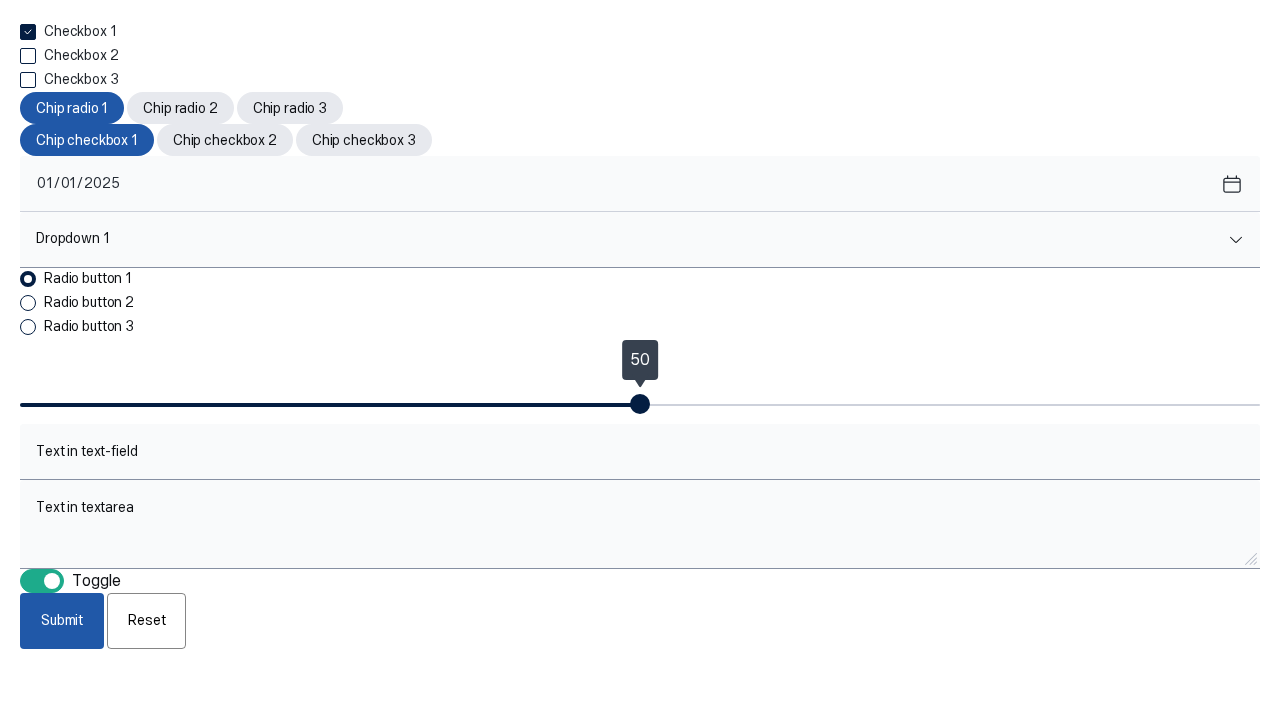 Checkbox 1
Checkbox 2
Checkbox 3
Chip radio 1 Chip radio 2 Chip radio 3
Chip checkbox 1 Chip checkbox 2 Chip checkbox 3
01/01/2025
Dropdown 1
Radio button 1
Radio button 2
Radio button 3
50
Text in text-field
Text in textarea
Toggle
Submit Reset